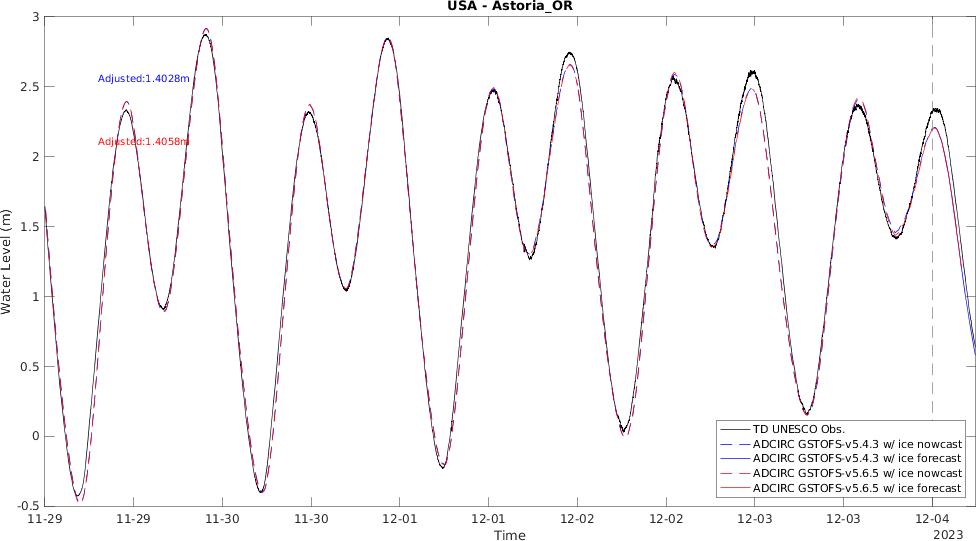 USA - Astoria_OR
3
2.5
2
1.5
1
0.5
0
-0.5
Water Level (m)
Adjusted:1.4028m
Adjusted:1.4058m
TD UNESCO Obs.
ADCIRC GSTOFS-v5.4.3 w/ ice nowcast
ADCIRC GSTOFS-v5.4.3 w/ ice forecast
ADCIRC GSTOFS-v5.6.5 w/ ice nowcast
ADCIRC GSTOFS-v5.6.5 w/ ice forecast
11-29 11-29 11-30 11-30 12-01 12-01 12-02 12-02 12-03 12-03 12-04
Time
2023